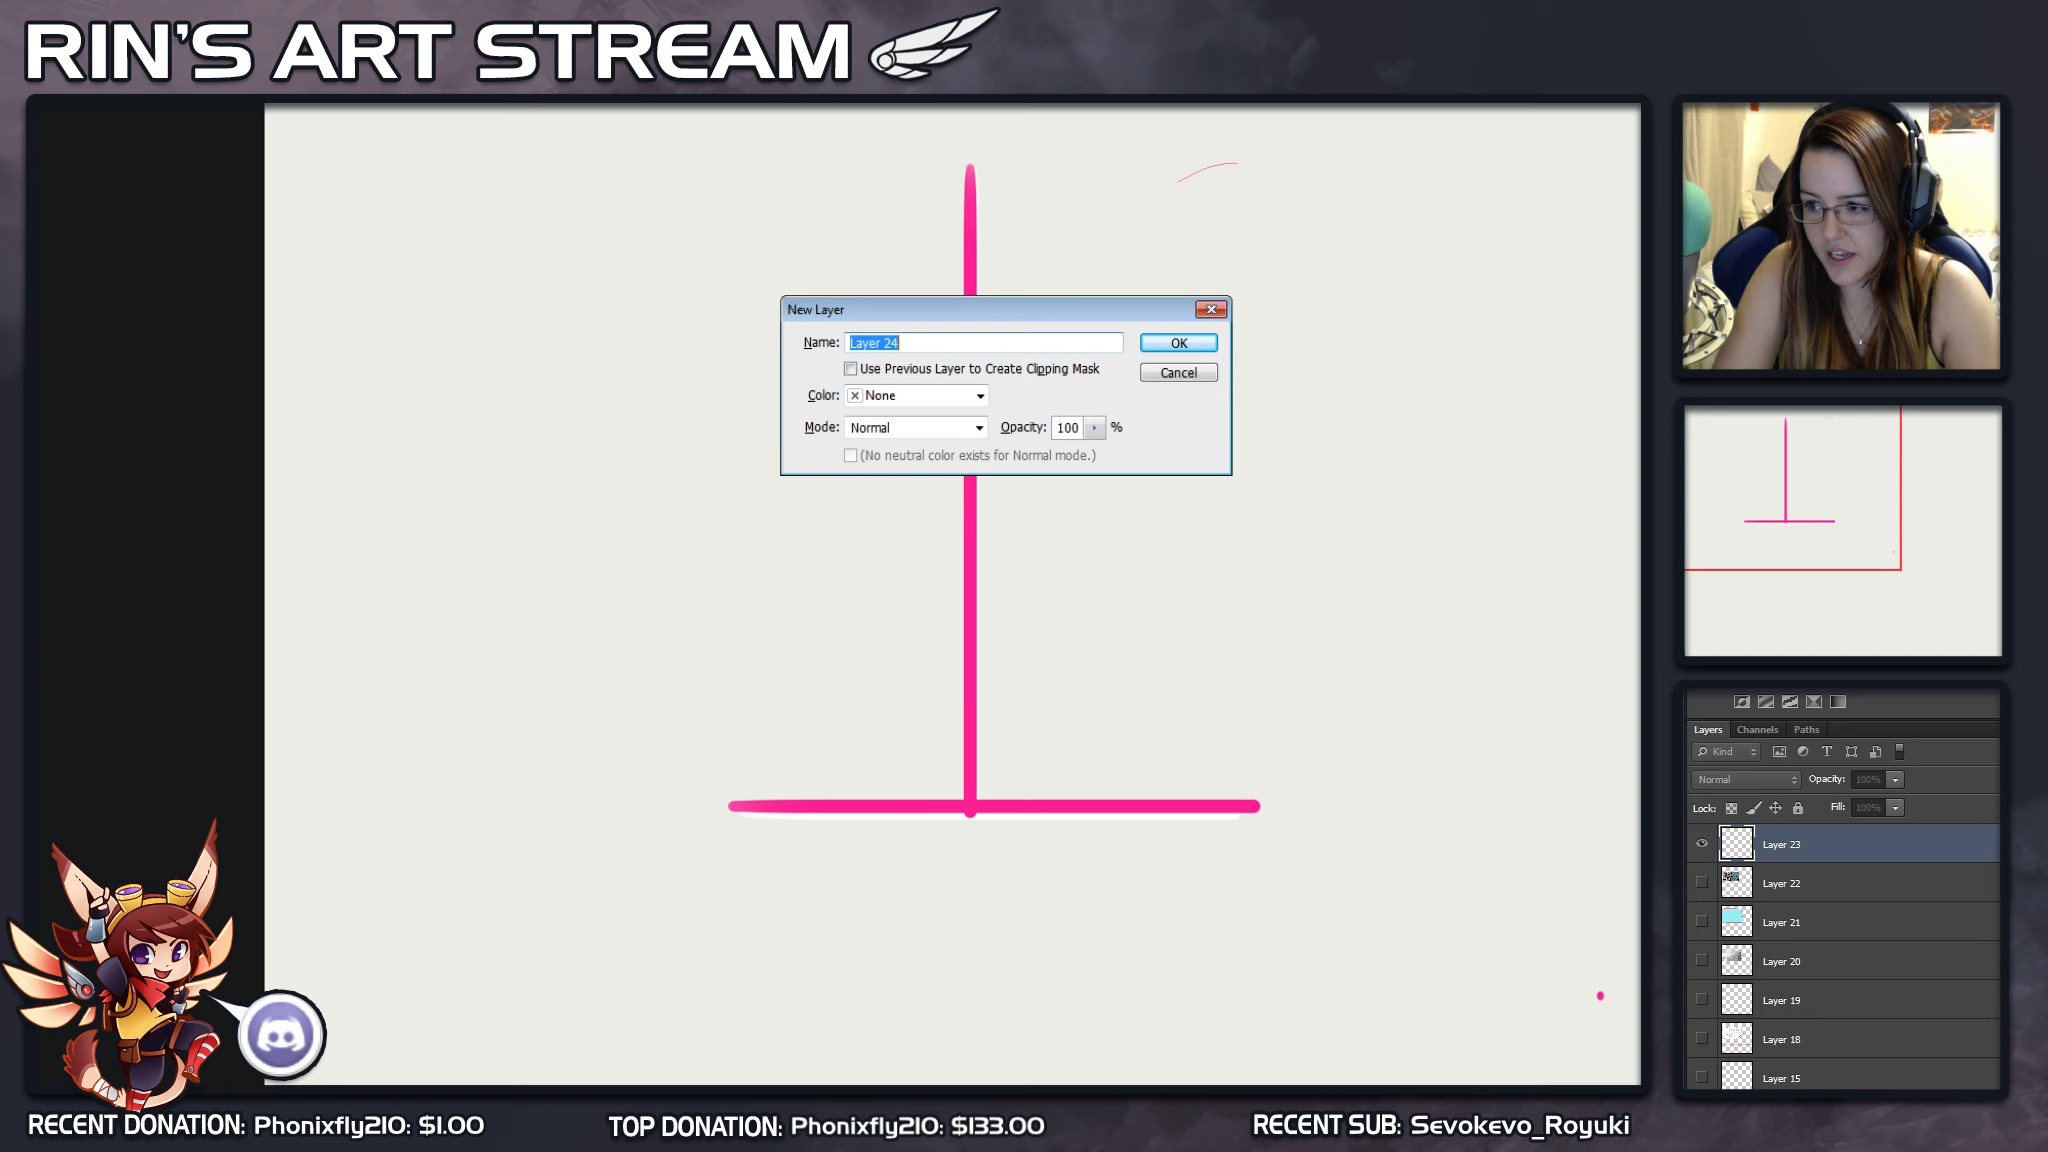 RIN'S ART STREAM
New Layer
Name: Layer 24
OK
Use Previous Layer to Create Clipping Mask
Cancel
Color: None
Mode: Normal Opacity: 100 %
(No neutral color exists for Normal mode.)
Layers Channels Paths
Kind
Normal Opacity: 100%
Lock: Fill: 100%
Layer 23
Layer 22
Layer 21
Layer 20
Layer 19
Layer 18
Layer 15
RECENT DONATION: Phonixfly210: $1.00
TOP DONATION: Phonixfly210: $133.00
RECENT SUB: Sevokevo_Royuki